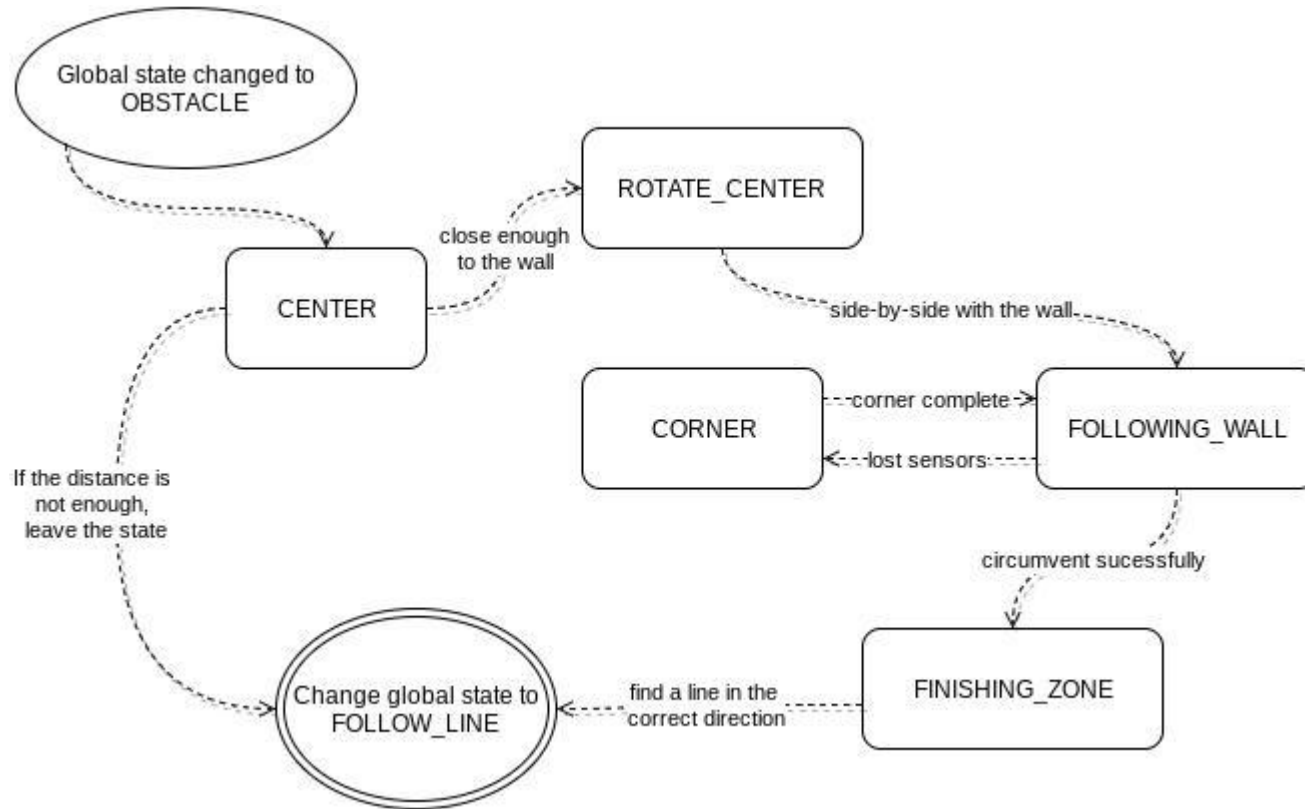 Global state changed to
OBSTACLE
ROTATE_CENTER
close enough
to the wall
CENTER
side-by-side with the wall
CORNER
corner complete
lost sensors
FOLLOWING_WALL
If the distance is
not enough,
leave the state
circumvent sucessfully
FINISHING_ZONE
find a line in the
correct direction
Change global state to
FOLLOW_LINE